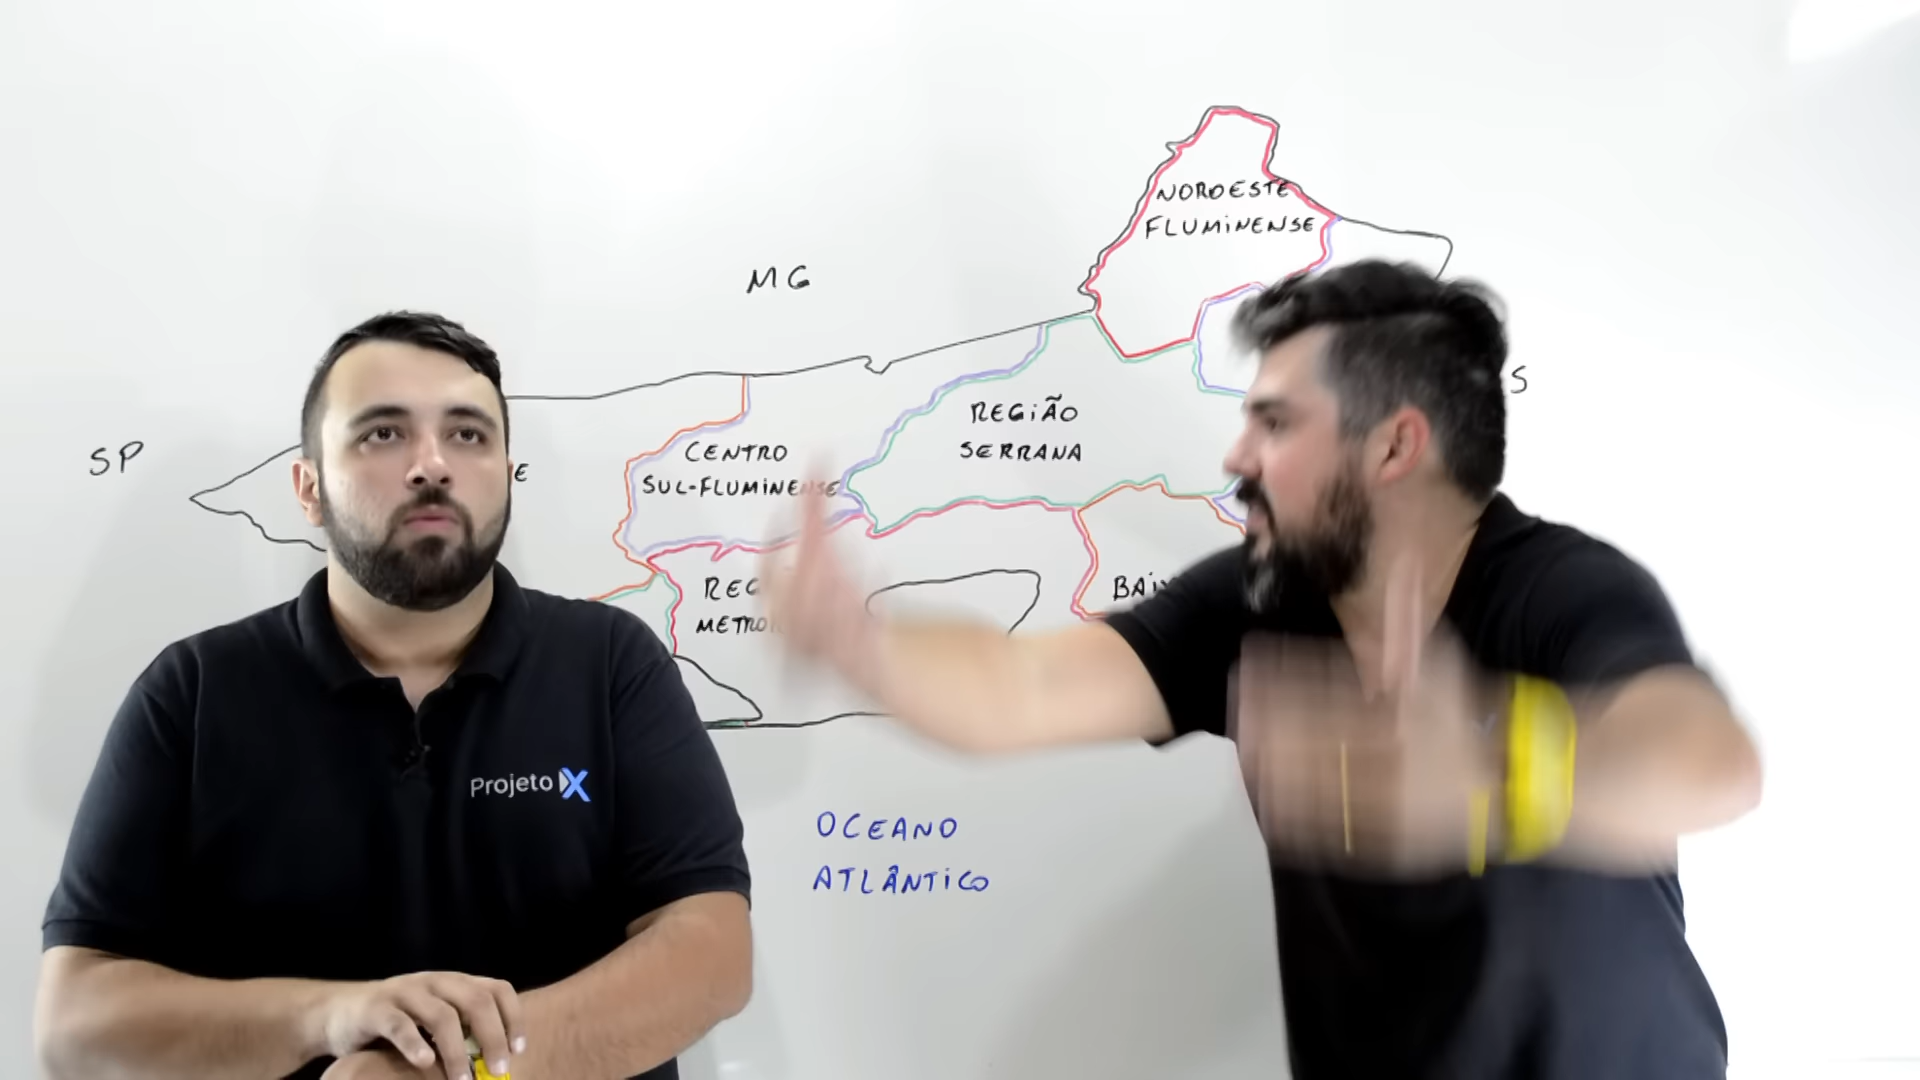 NOROESTE
FLUMINENSE
MG
SP
REGIÃO
SERRANA
CENTRO
SUL-FLUMINENSE
Projeto X
OCEANO
ATLÂNTICO